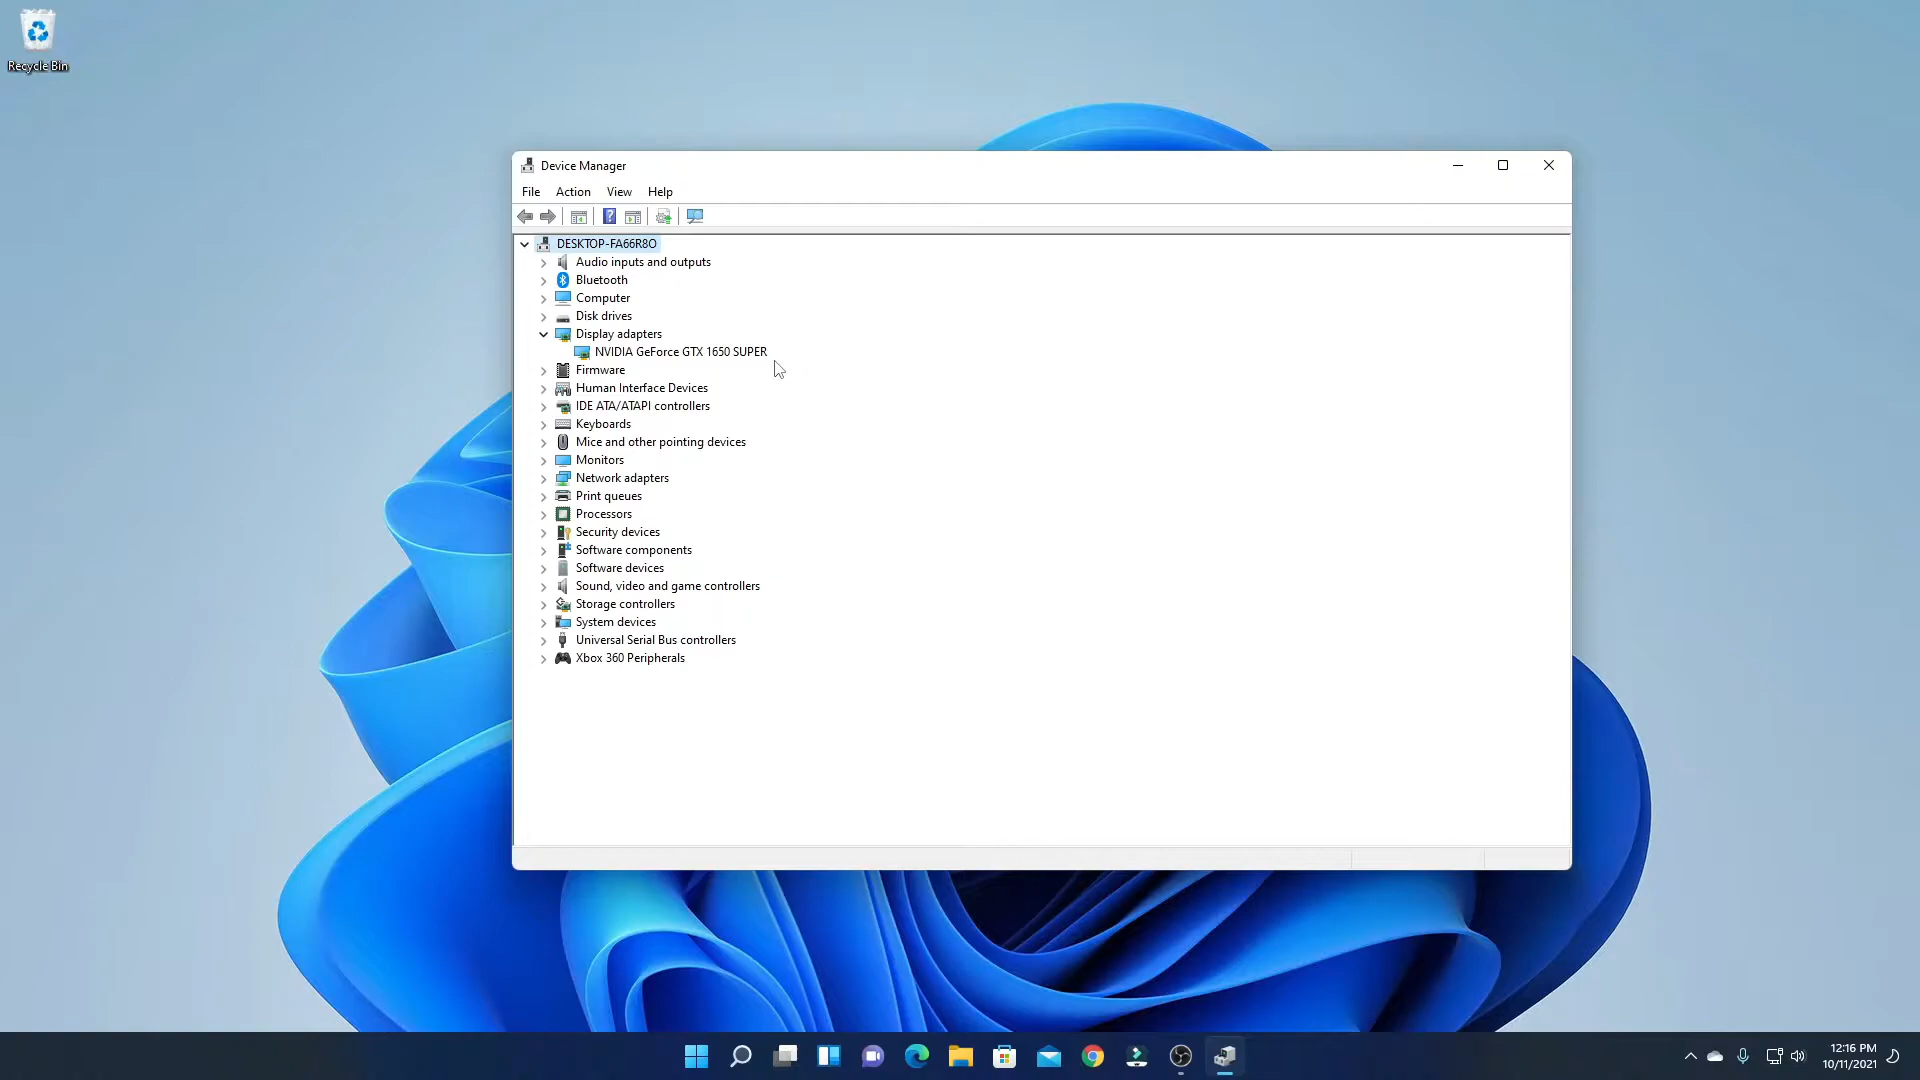 Recycle Bin
Device Manager
File Action View Help
?
DESKTOP-FA66R8O
Audio inputs and outputs
Bluetooth
Computer
Disk drives
Display adapters
NVIDIA GeForce GTX 1650 SUPER
Firmware
Human Interface Devices
IDE ATA/ATAPI controllers
Keyboards
Mice and other pointing devices
Monitors
Network adapters
Print queues
Processors
Security devices
Software components
Software devices
Sound, video and game controllers
Storage controllers
System devices
Universal Serial Bus controllers
Xbox 360 Peripherals
12:16 PM
10/11/2021